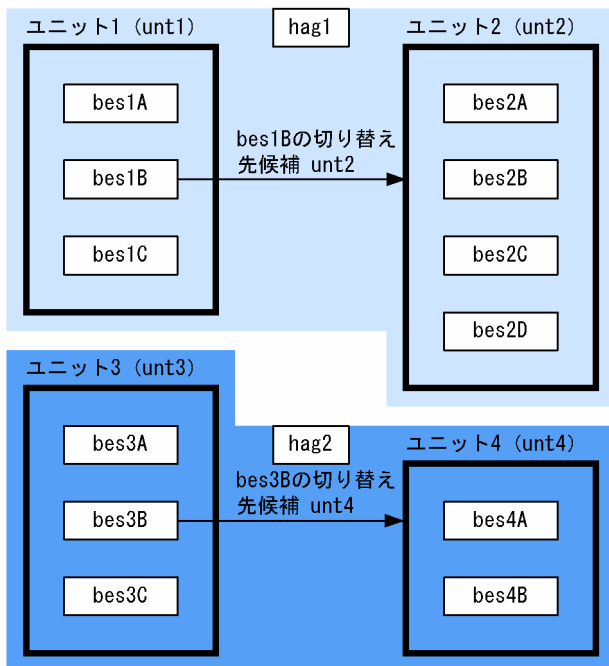 ユニット1 (unt1)
hag1
ユニット2 (unt2)
bes1A
bes1B
bes1C
bes1Bの切り替え
先候補 unt2
bes2A
bes2B
bes2C
bes2D
ユニット3 (unt3)
hag2
ユニット4 (unt4)
bes3A
bes3B
bes3C
bes3Bの切り替え
先候補 unt4
bes4A
bes4B